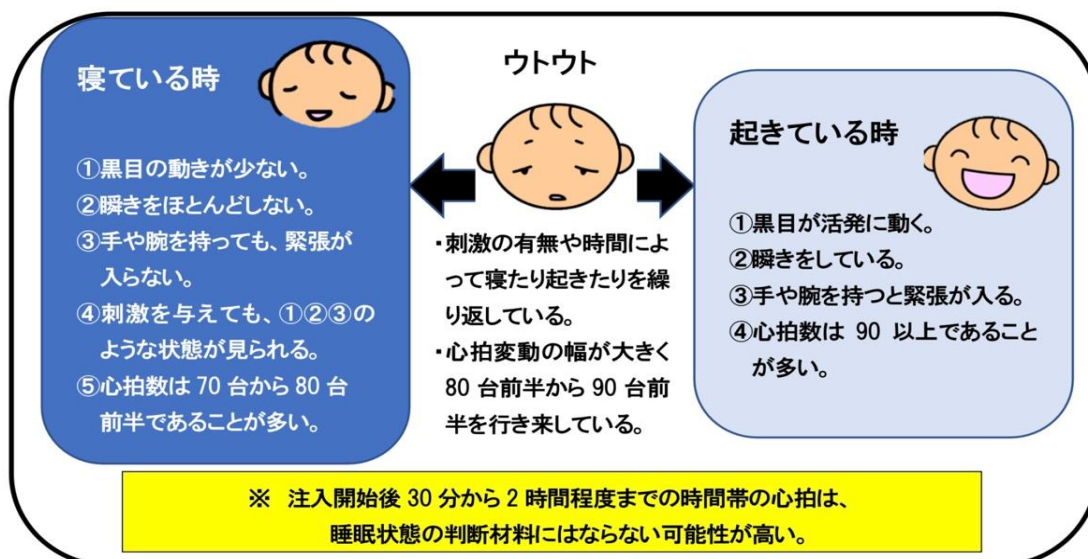 寝ている時
①黒目の動きが少ない。
②瞬きをほとんどしない。
③手や腕を持っても、緊張が
入らない。
④刺激を与えても、①②③の
ような状態が見られる。
⑤心拍数は 70 台から 80 台
前半であることが多い。
ウトウト
・刺激の有無や時間によ
って寝たり起きたりを繰
り返している。
・心拍変動の幅が大きく
80 台前半から 90 台前
半を行き来している。
起きている時
①黒目が活発に動く。
②瞬きをしている。
③手や腕を持つと緊張が入る。
④心拍数は 90 以上であること
が多い。
※ 注入開始後 30 分から 2 時間程度までの時間帯の心拍は、
睡眠状態の判断材料にはならない可能性が高い。